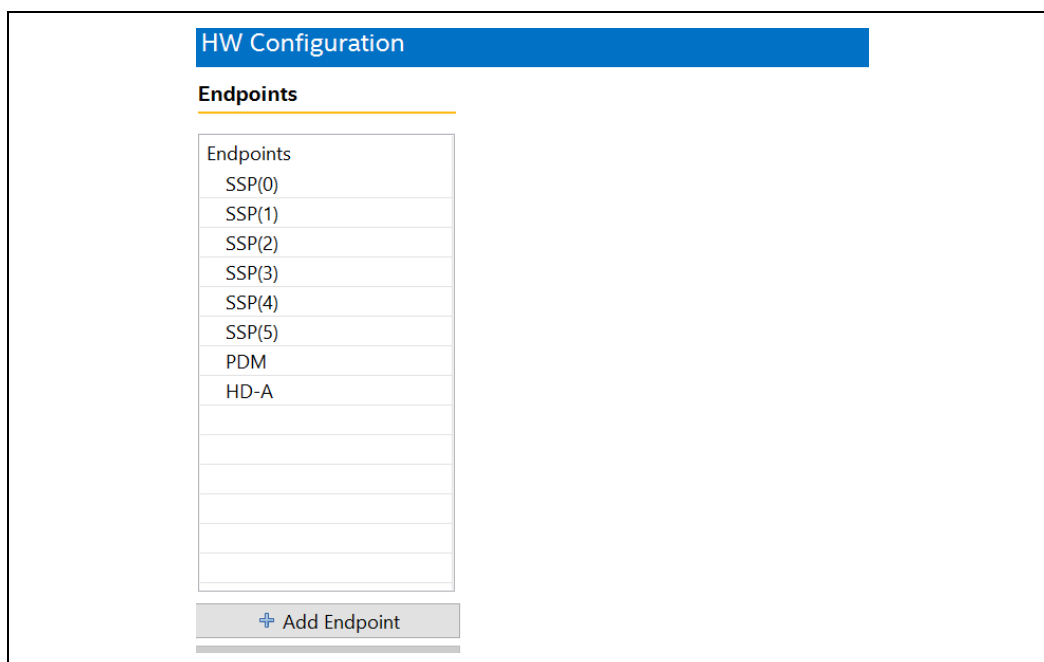 HW Configuration
Endpoints
Endpoints
SSP(0)
SSP(1)
SSP(2)
SSP(3)
SSP(4)
SSP(5)
PDM
HD-A
Add Endpoint